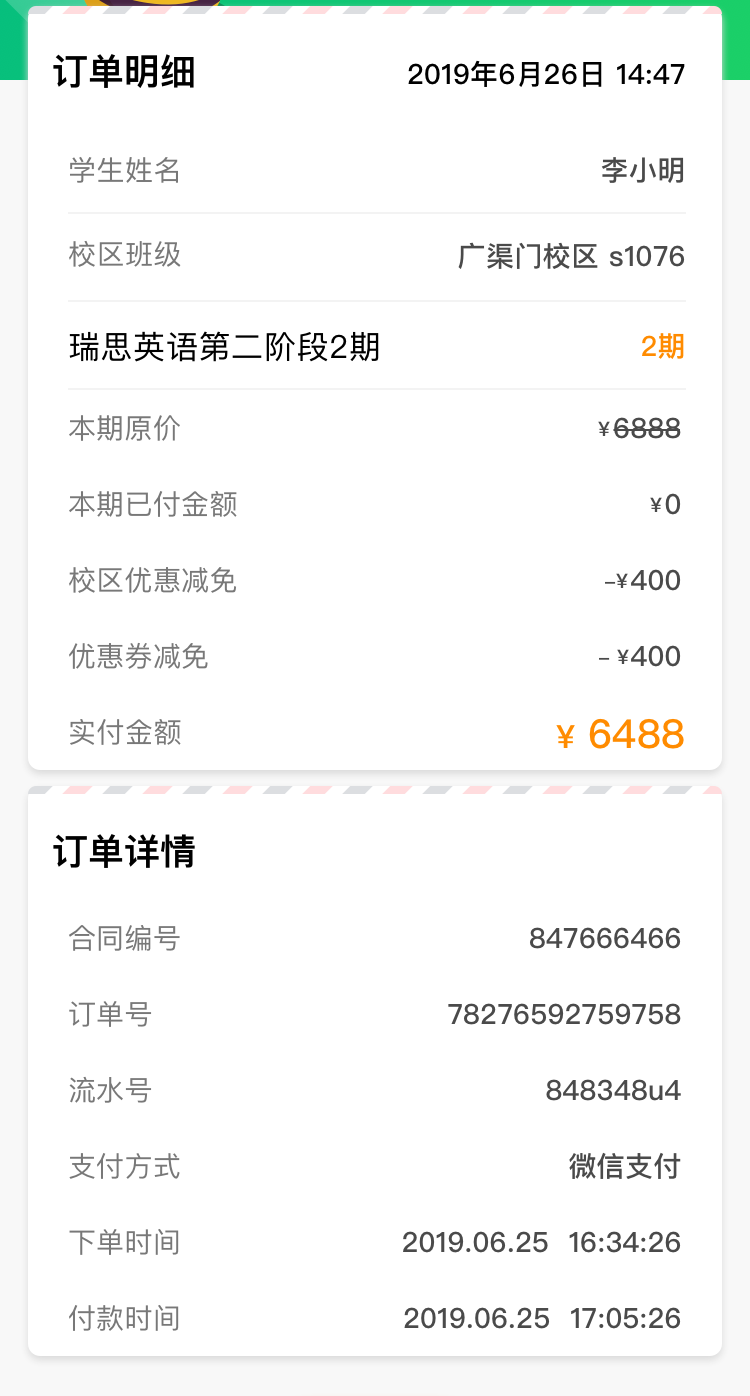 订单明细 2019年6月26日 14:47
学生姓名 李小明
校区班级 广渠门校区 s1076
瑞思英语第二阶段2期 2期
本期原价 ¥6888
本期已付金额 ¥0
校区优惠减免 –¥400
优惠券减免 – ¥400
实付金额 ¥ 6488
订单详情
合同编号 847666466
订单号 78276592759758
流水号 848348u4
支付方式 微信支付
下单时间 2019.06.25 16:34:26
付款时间 2019.06.25 17:05:26